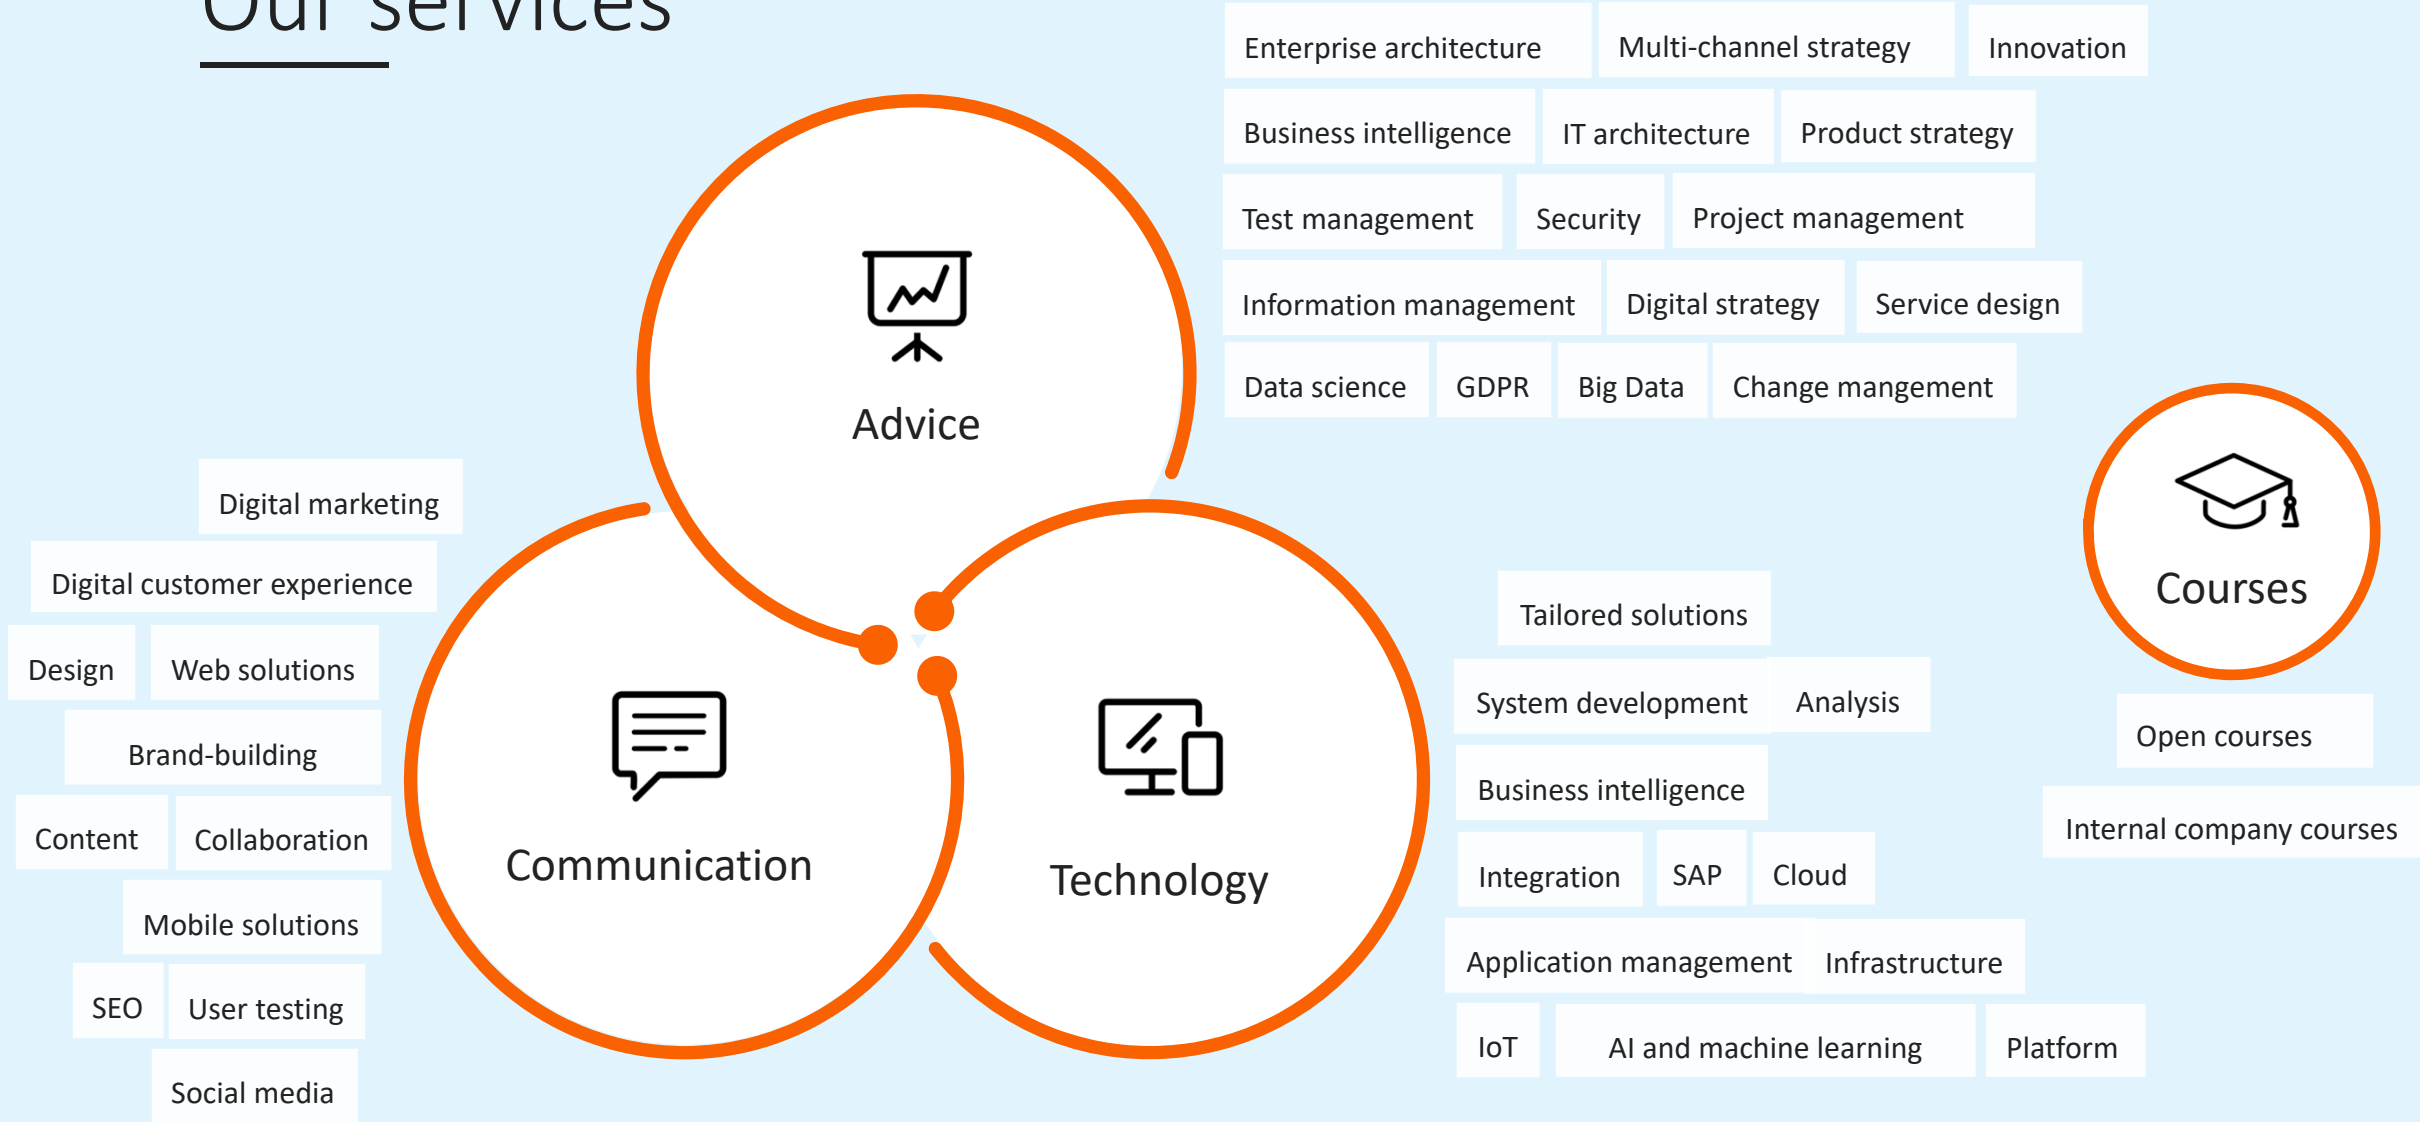 Our services
Enterprise architecture Multi-channel strategy Innovation
Business intelligence IT architecture Product strategy
Test management Security Project management
Information management Digital strategy Service design
Data science GDPR Big Data Change mangement
Advice
Digital marketing
Digital customer experience
Design Web solutions
Brand-building
Content Collaboration
Mobile solutions
SEO User testing
Social media
Communication
Technology
Tailored solutions
System development Analysis
Business intelligence
Integration SAP Cloud
Application management Infrastructure
IoT AI and machine learning Platform
Courses
Open courses
Internal company courses